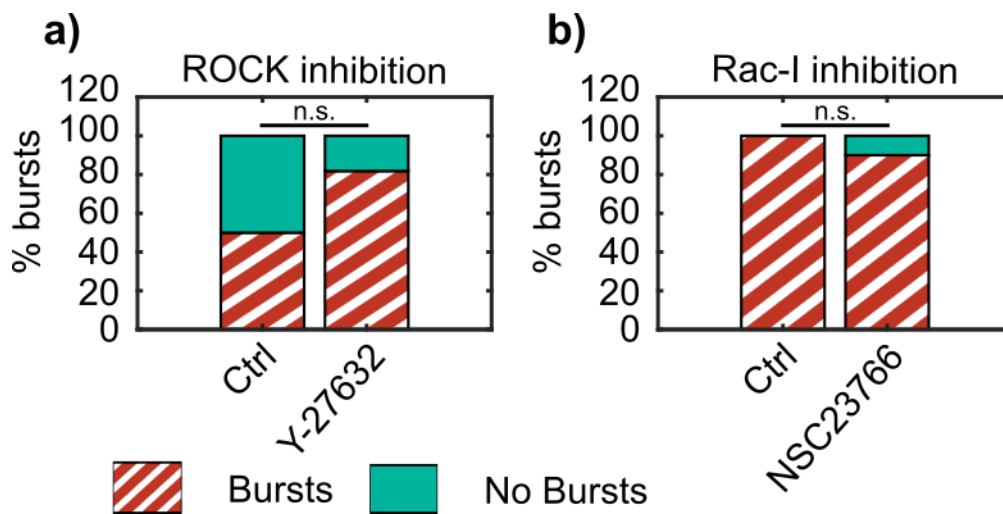 a)
ROCK inhibition
120
100
80
60
40
20
0
% bursts
n.s.
Ctrl
Y-27632
b)
Rac-I inhibition
120
100
80
60
40
20
0
% bursts
n.s.
Ctrl
NSC23766
Bursts
No Bursts